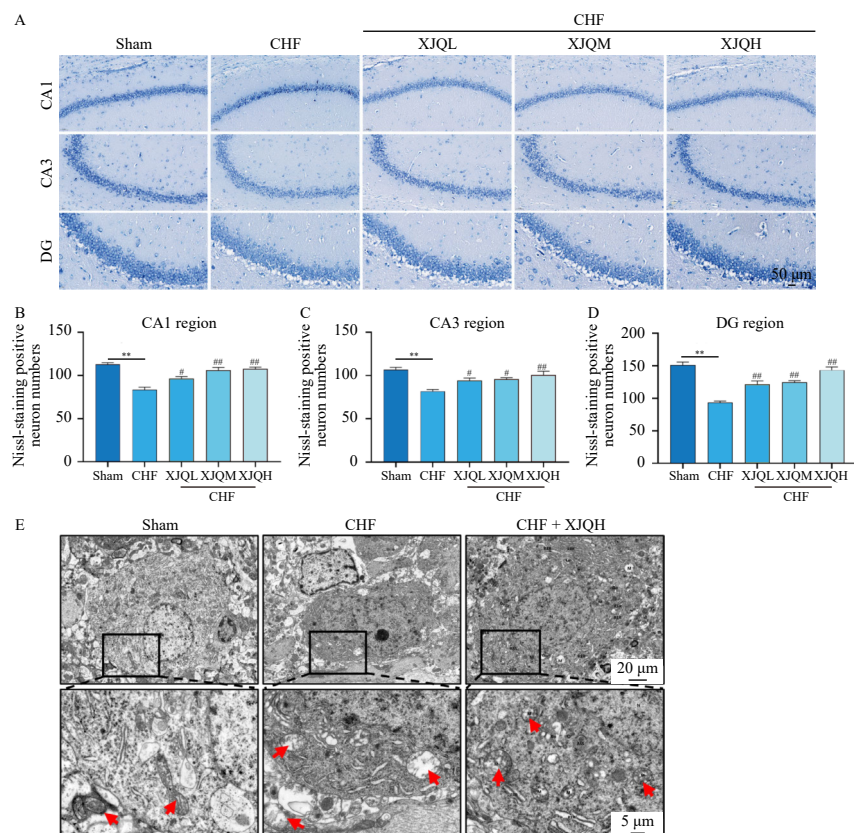 A
CHF
Sham CHF XJQL XJQM XJQH
CA1
CA3
DG
50 μm
B
CA1 region
Nissl-staining positive
neuron numbers
150
100
50
0
**
#
##
##
Sham CHF XJQL XJQM XJQH
CHF
C
CA3 region
Nissl-staining positive
neuron numbers
150
100
50
0
**
#
#
##
Sham CHF XJQL XJQM XJQH
CHF
D
DG region
Nissl-staining positive
neuron numbers
200
150
100
50
0
**
##
##
##
Sham CHF XJQL XJQM XJQH
CHF
E
Sham CHF CHF + XJQH
20 μm
5 μm